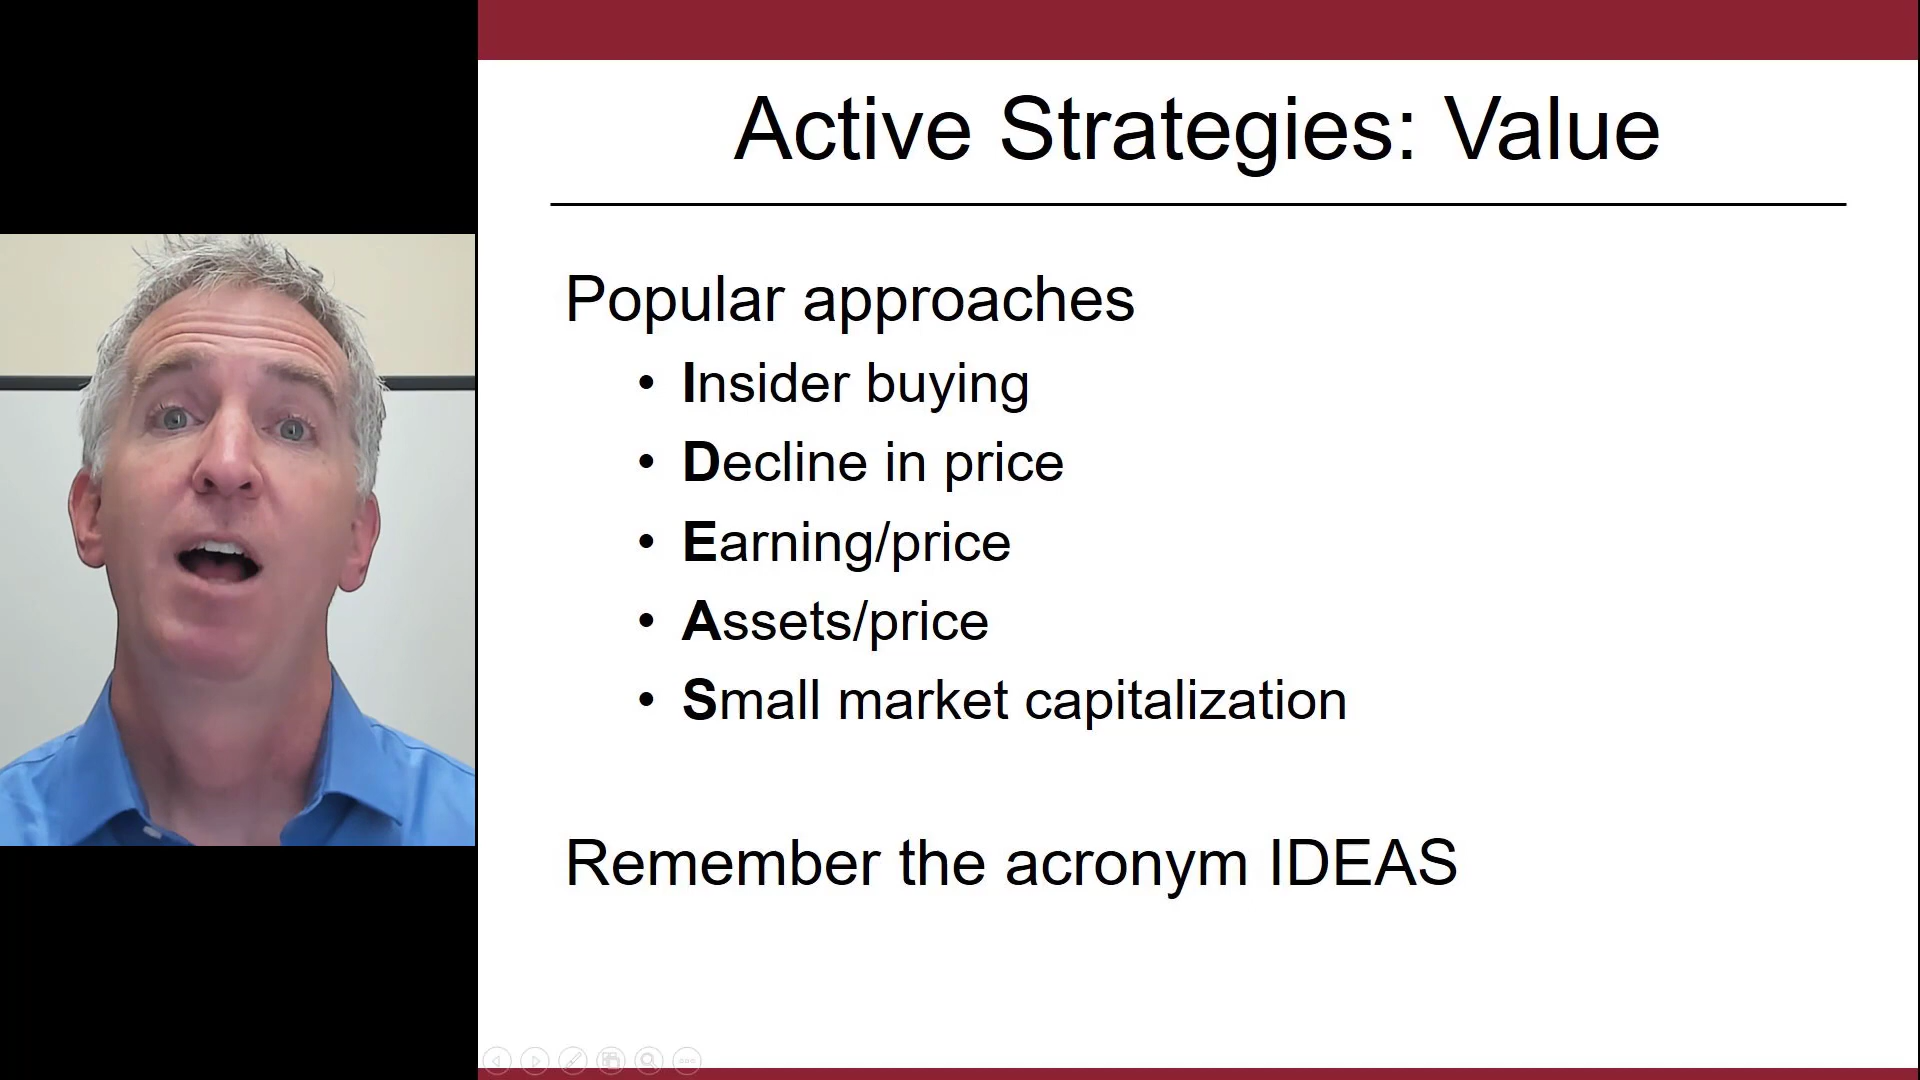 Active Strategies: Value
Popular approaches
• Insider buying
• Decline in price
• Earning/price
• Assets/price
• Small market capitalization
Remember the acronym IDEAS